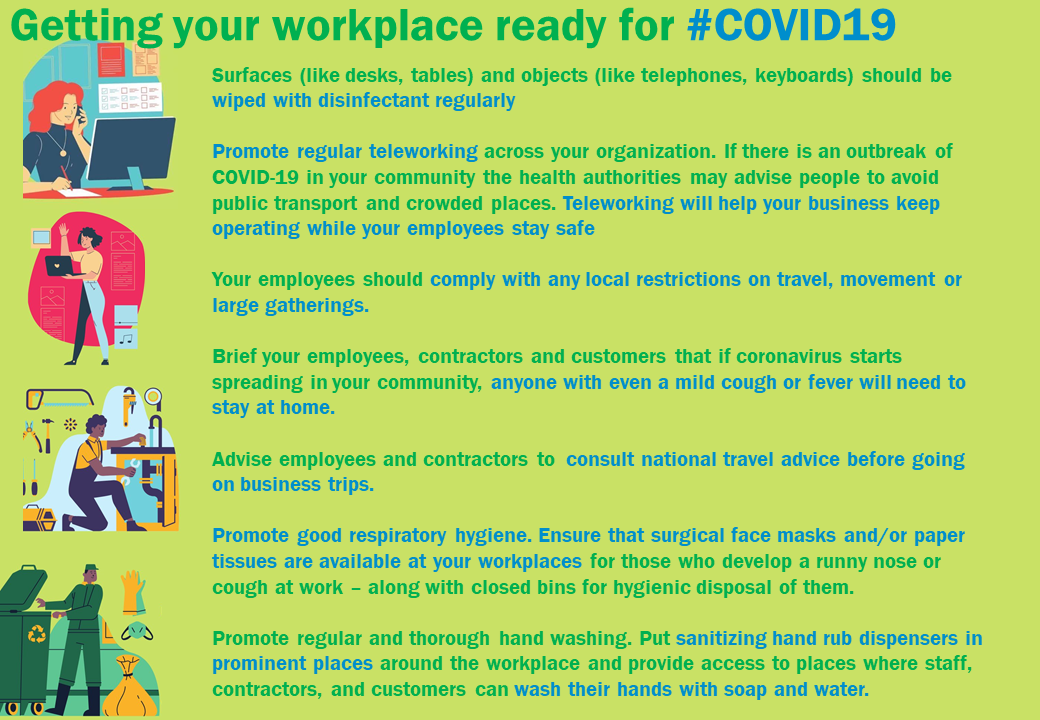 Getting your workplace ready for #COVID19
Surfaces (like desks, tables) and objects (like telephones, keyboards) should be
wiped with disinfectant regularly
Promote regular teleworking across your organization. If there is an outbreak of
COVID-19 in your community the health authorities may advise people to avoid
public transport and crowded places. Teleworking will help your business keep
operating while your employees stay safe
Your employees should comply with any local restrictions on travel, movement or
large gatherings.
Brief your employees, contractors and customers that if coronavirus starts
spreading in your community, anyone with even a mild cough or fever will need to
stay at home.
Advise employees and contractors to consult national travel advice before going
on business trips.
Promote good respiratory hygiene. Ensure that surgical face masks and/or paper
tissues are available at your workplaces for those who develop a runny nose or
cough at work – along with closed bins for hygienic disposal of them.
Promote regular and thorough hand washing. Put sanitizing hand rub dispensers in
prominent places around the workplace and provide access to places where staff,
contractors, and customers can wash their hands with soap and water.